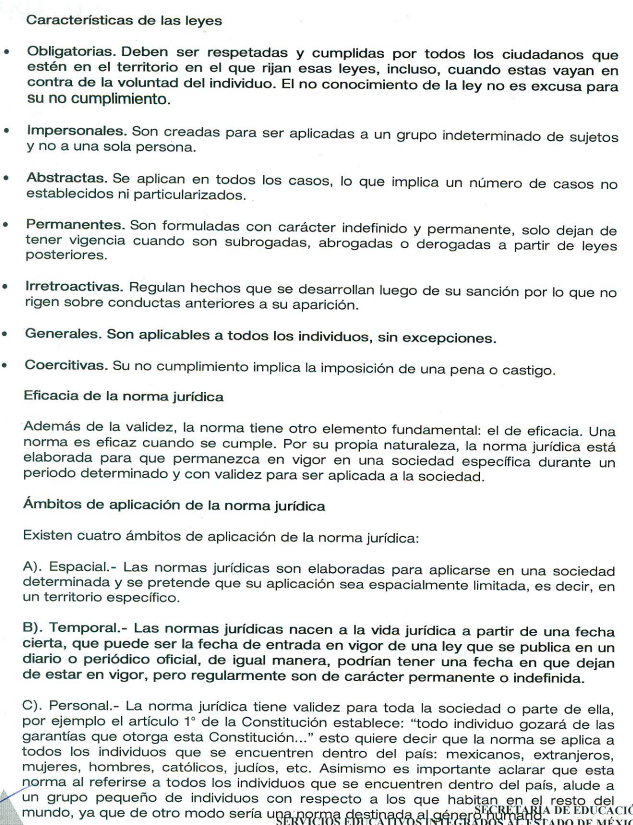 Características de las leyes
• Obligatorias. Deben ser respetadas y cumplidas por todos los ciudadanos que
estén en el territorio en el que rijan esas leyes, incluso, cuando estas vayan en
contra de la voluntad del individuo. El no conocimiento de la ley no es excusa para
su no cumplimiento.
• Impersonales. Son creadas para ser aplicadas a un grupo indeterminado de sujetos
y no a una sola persona.
• Abstractas. Se aplican en todos los casos, lo que implica un número de casos no
establecidos ni particularizados.
• Permanentes. Son formuladas con carácter indefinido y permanente, solo dejan de
tener vigencia cuando son subrogadas, abrogadas o derogadas a partir de leyes
posteriores.
• Irretroactivas. Regulan hechos que se desarrollan luego de su sanción por lo que no
rigen sobre conductas anteriores a su aparición.
• Generales. Son aplicables a todos los individuos, sin excepciones.
• Coercitivas. Su no cumplimiento implica la imposición de una pena o castigo.
Eficacia de la norma jurídica
Además de la validez, la norma tiene otro elemento fundamental: el de eficacia. Una
norma es eficaz cuando se cumple. Por su propia naturaleza, la norma jurídica está
elaborada para que permanezca en vigor en una sociedad específica durante un
periodo determinado y con validez para ser aplicada a la sociedad.
Ámbitos de aplicación de la norma jurídica
Existen cuatro ámbitos de aplicación de la norma jurídica:
A). Espacial.- Las normas jurídicas son elaboradas para aplicarse en una sociedad
determinada y se pretende que su aplicación sea espacialmente limitada, es decir, en
un territorio específico.
B). Temporal.- Las normas jurídicas nacen a la vida jurídica a partir de una fecha
cierta, que puede ser la fecha de entrada en vigor de una ley que se publica en un
diario o periódico oficial, de igual manera, podrían tener una fecha en que dejan
de estar en vigor, pero regularmente son de carácter permanente o indefinida.
C). Personal.- La norma jurídica tiene validez para toda la sociedad o parte de ella,
por ejemplo el artículo 1° de la Constitución establece: “todo individuo gozará de las
garantías que otorga esta Constitución...” esto quiere decir que la norma se aplica a
todos los individuos que se encuentren dentro del país: mexicanos, extranjeros,
mujeres, hombres, católicos, judíos, etc. Asimismo es importante aclarar que esta
norma al referirse a todos los individuos que se encuentren dentro del país, alude a
un grupo pequeño de individuos con respecto a los que habitan en el resto del
mundo, ya que de otro modo sería una norma destinada al género humano.
SECRETARÍA DE EDUCACIÓ
SERVICIOS EDUCATIVOS INTEGRADOS AL ESTADO DE MÉXI